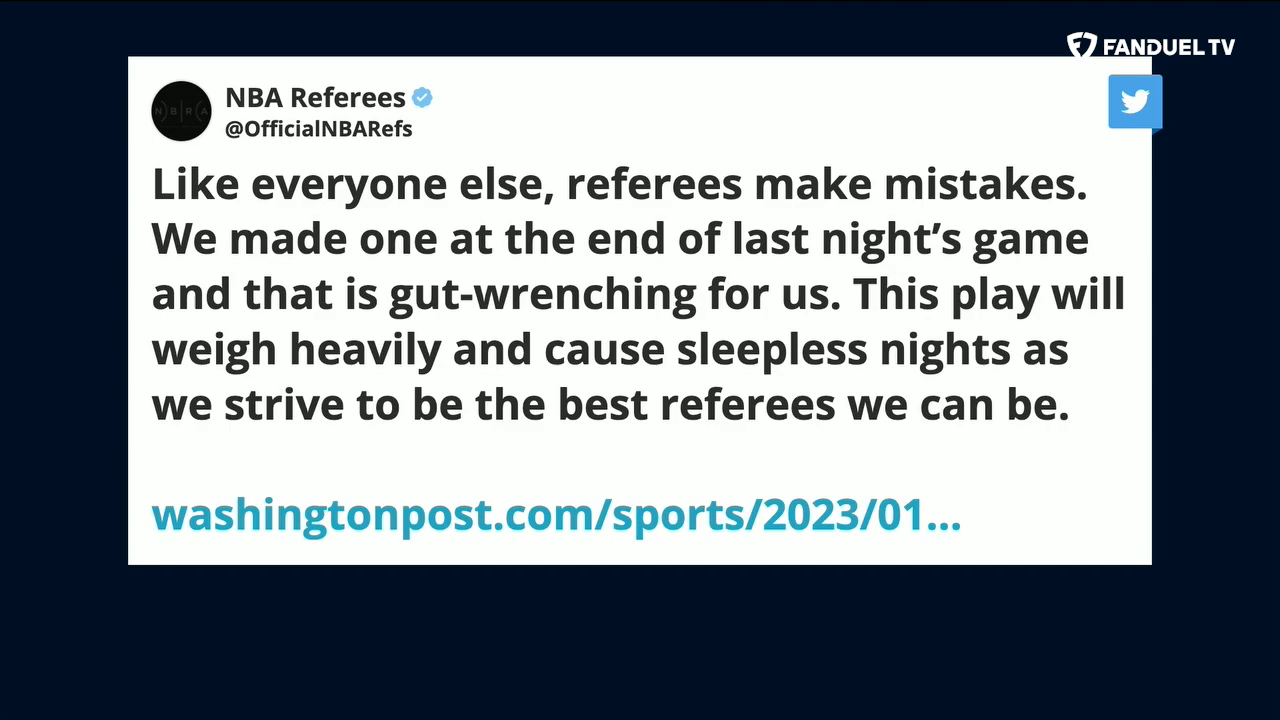 FANDUEL TV
NBA Referees
@OfficialNBARefs
Like everyone else, referees make mistakes.
We made one at the end of last night’s game
and that is gut-wrenching for us. This play will
weigh heavily and cause sleepless nights as
we strive to be the best referees we can be.
washingtonpost.com/sports/2023/01...